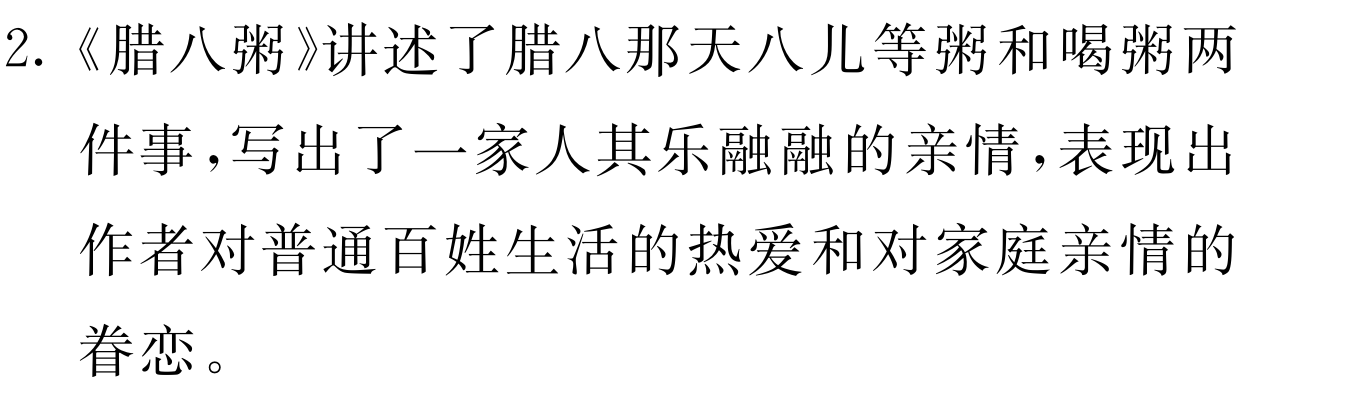 2.《腊八粥》讲述了腊八那天八儿等粥和喝粥两
件事,写出了一家人其乐融融的亲情,表现出
作者对普通百姓生活的热爱和对家庭亲情的
眷恋。